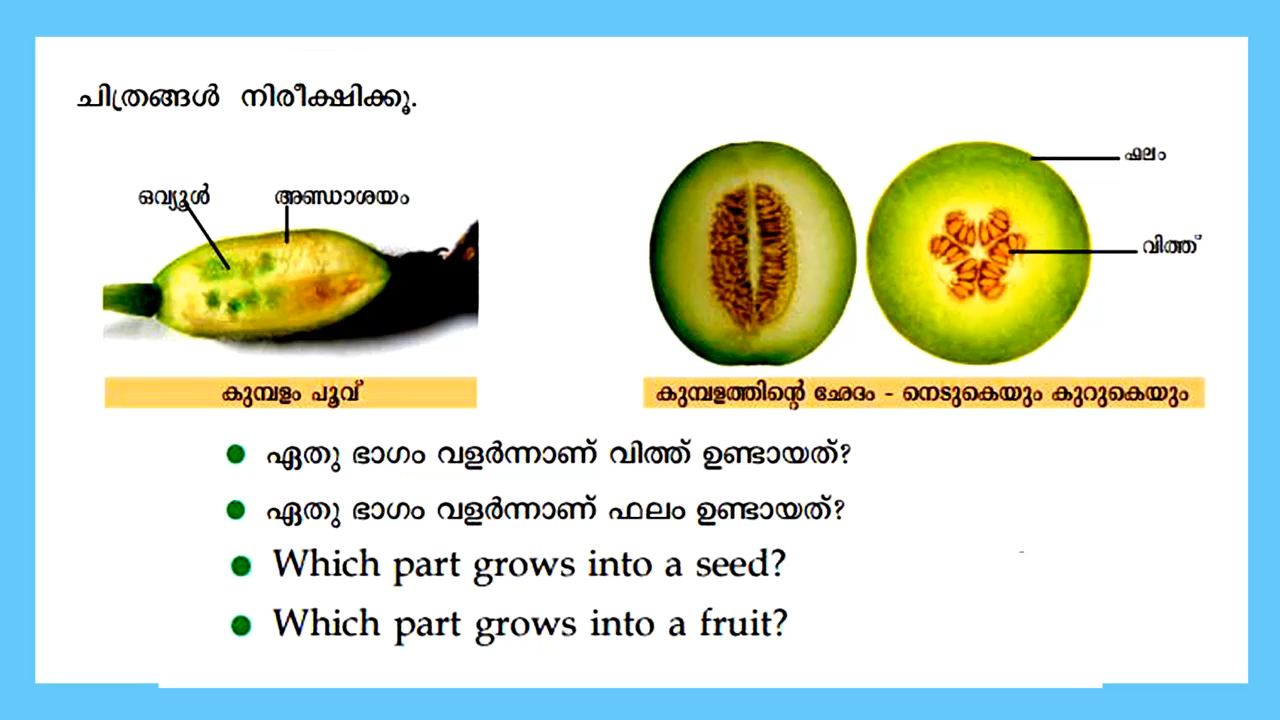 ചിത്രങ്ങൾ നിരീക്ഷിക്കൂ.
ഒവ്യൂൾ
അണ്ഡാശയം
ഫലം
വിത്ത്
കുമ്പളം പൂവ്
കുമ്പളത്തിന്റെ ഛേദം - നെടുകെയും കുറുകെയും
ഏതു ഭാഗം വളർന്നാണ് വിത്ത് ഉണ്ടായത്?
ഏതു ഭാഗം വളർന്നാണ് ഫലം ഉണ്ടായത്?
Which part grows into a seed?
Which part grows into a fruit?